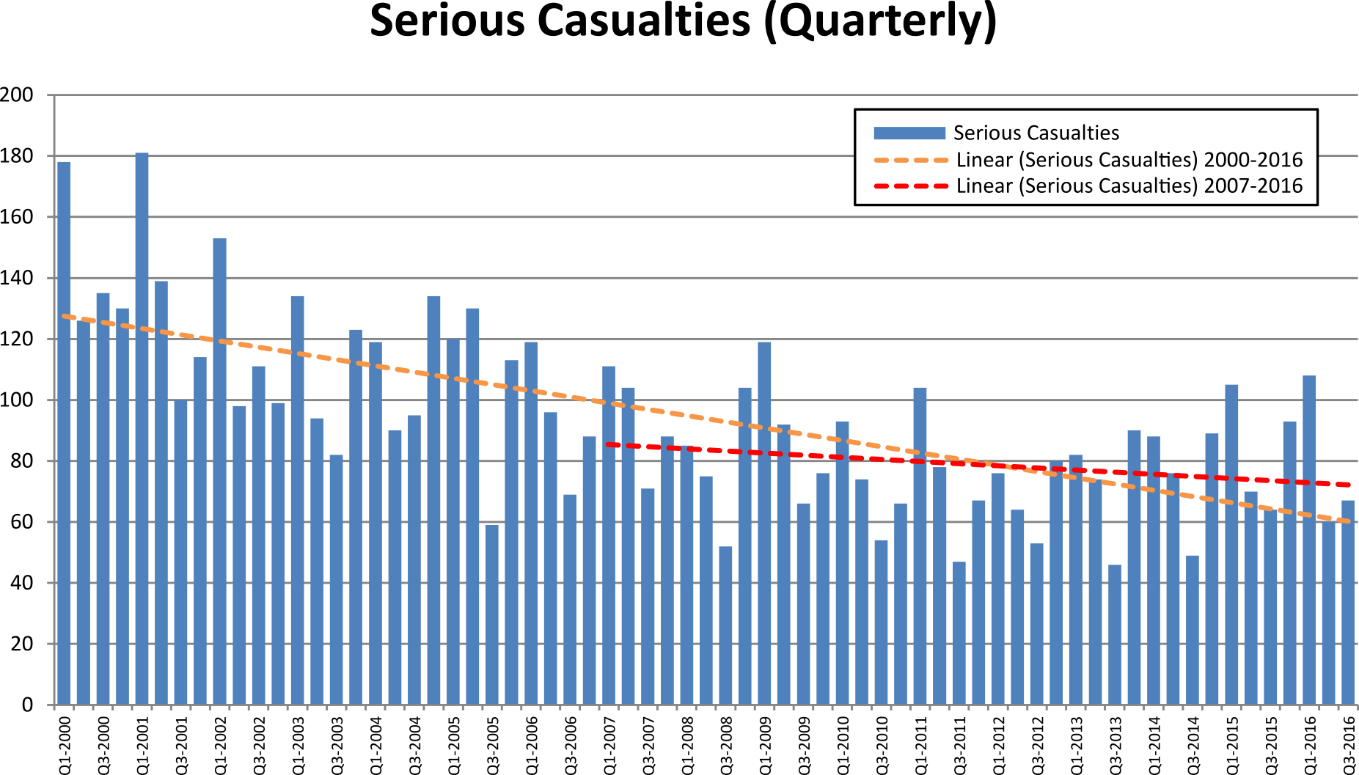 Serious Casualties (Quarterly)
200
180
160
140
120
100
80
60
40
20
0
Serious Casualties
Linear (Serious Casualties) 2000-2016
Linear (Serious Casualties) 2007-2016
Q1-2000
Q3-2000
Q1-2001
Q3-2001
Q1-2002
Q3-2002
Q1-2003
Q3-2003
Q1-2004
Q3-2004
Q1-2005
Q3-2005
Q1-2006
Q3-2006
Q1-2007
Q3-2007
Q1-2008
Q3-2008
Q1-2009
Q3-2009
Q1-2010
Q3-2010
Q1-2011
Q3-2011
Q1-2012
Q3-2012
Q1-2013
Q3-2013
Q1-2014
Q3-2014
Q1-2015
Q3-2015
Q1-2016
Q3-2016